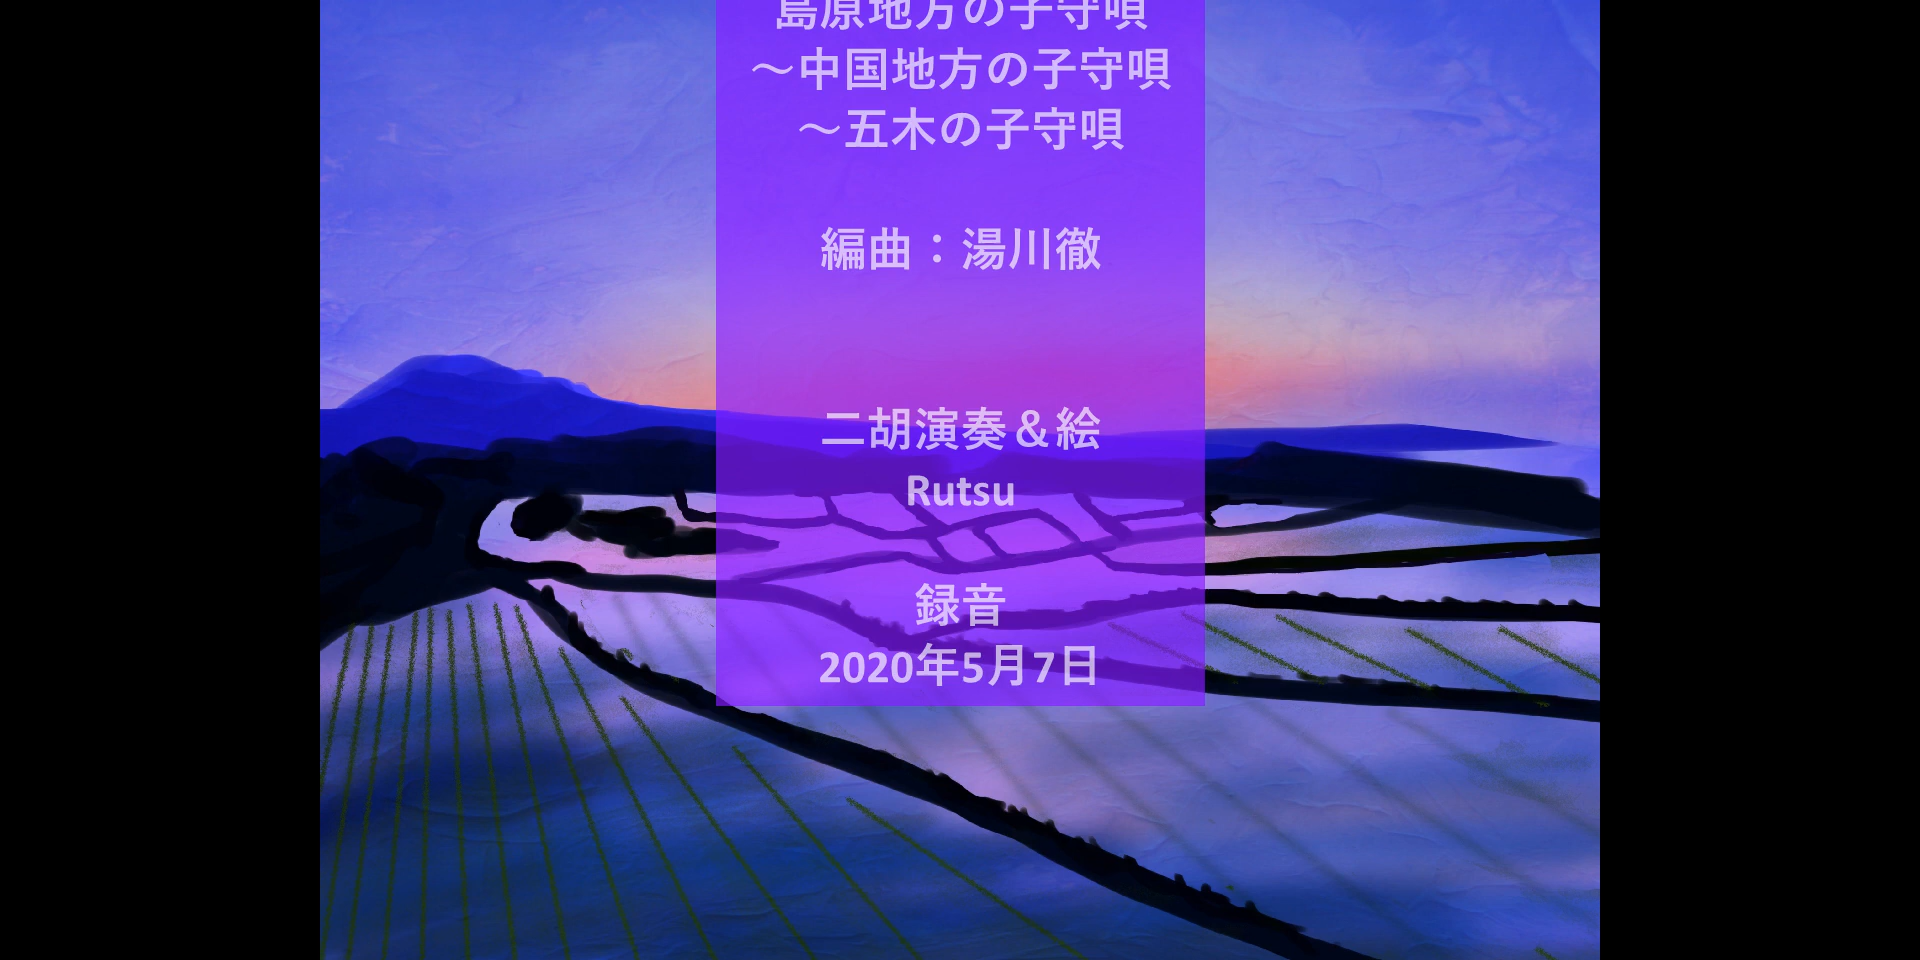 島原地方の子守唄
～中国地方の子守唄
～五木の子守唄
編曲：湯川徹
二胡演奏＆絵
Rutsu
録音
2020年5月7日